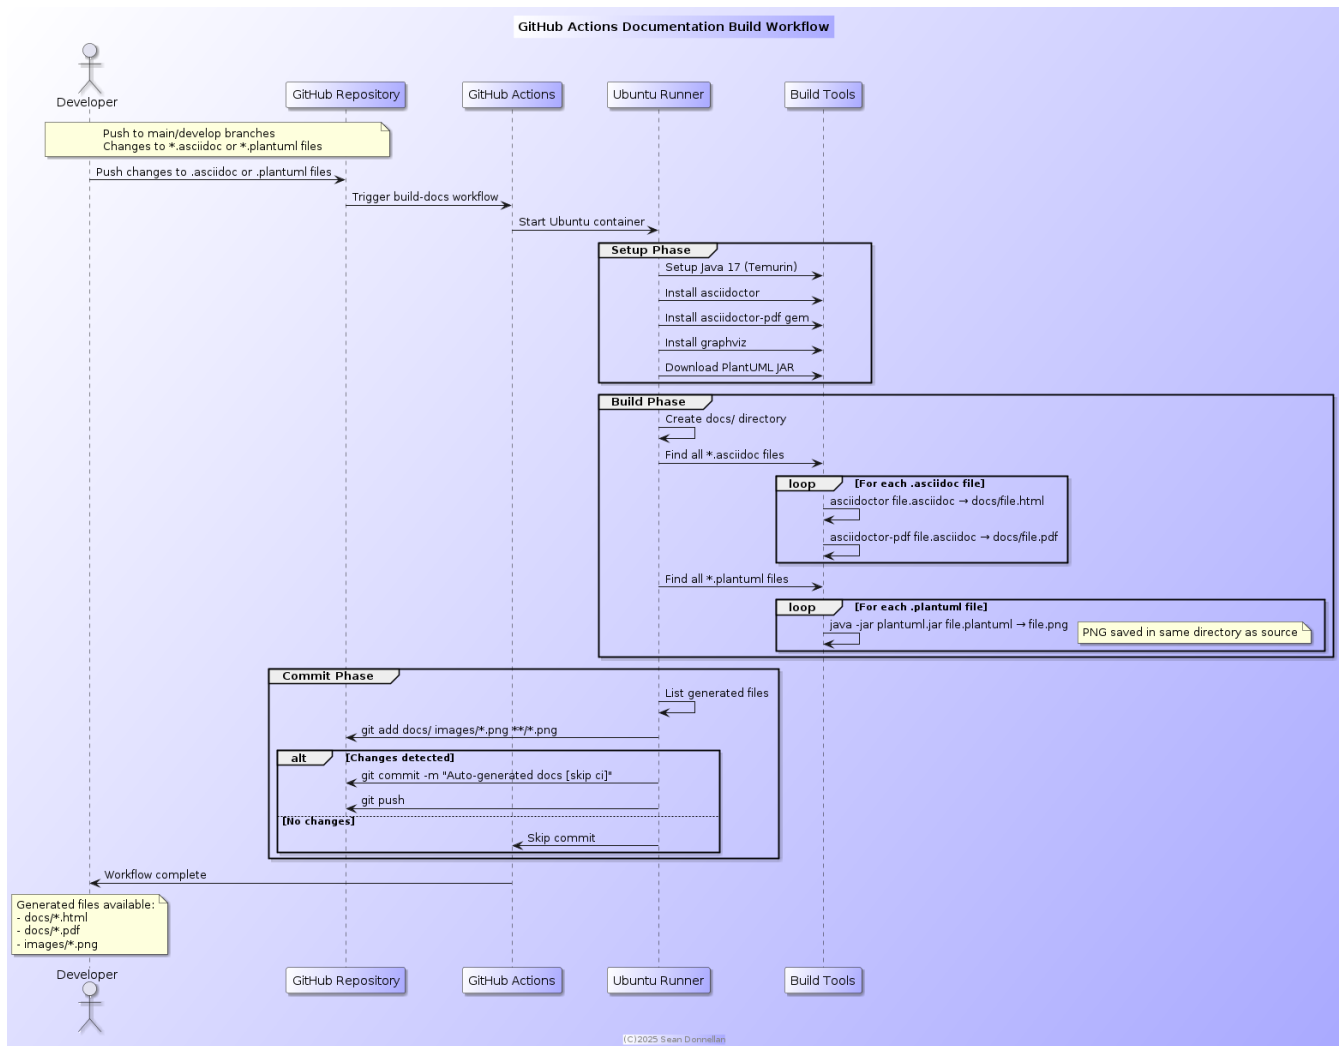 GitHub Actions Documentation Build Workflow
Developer
GitHub Repository
GitHub Actions
Ubuntu Runner
Build Tools
Push to main/develop branches
Changes to *.asciidoc or *.plantuml files
Push changes to .asciidoc or .plantuml files
Trigger build-docs workflow
Start Ubuntu container
Setup Phase
Setup Java 17 (Temurin)
Install asciidoctor
Install asciidoctor-pdf gem
Install graphviz
Download PlantUML JAR
Build Phase
Create docs/ directory
Find all *.asciidoc files
loop [For each .asciidoc file]
asciidoctor file.asciidoc → docs/file.html
asciidoctor-pdf file.asciidoc → docs/file.pdf
Find all *.plantuml files
loop [For each .plantuml file]
java -jar plantuml.jar file.plantuml → file.png
PNG saved in same directory as source
Commit Phase
List generated files
git add docs/ images/*.png **/*.png
alt [Changes detected]
git commit -m "Auto-generated docs [skip ci]"
git push
[No changes]
Skip commit
Workflow complete
Generated files available:
- docs/*.html
- docs/*.pdf
- images/*.png
Developer
GitHub Repository
GitHub Actions
Ubuntu Runner
Build Tools
(C)2025 Sean Donnellan